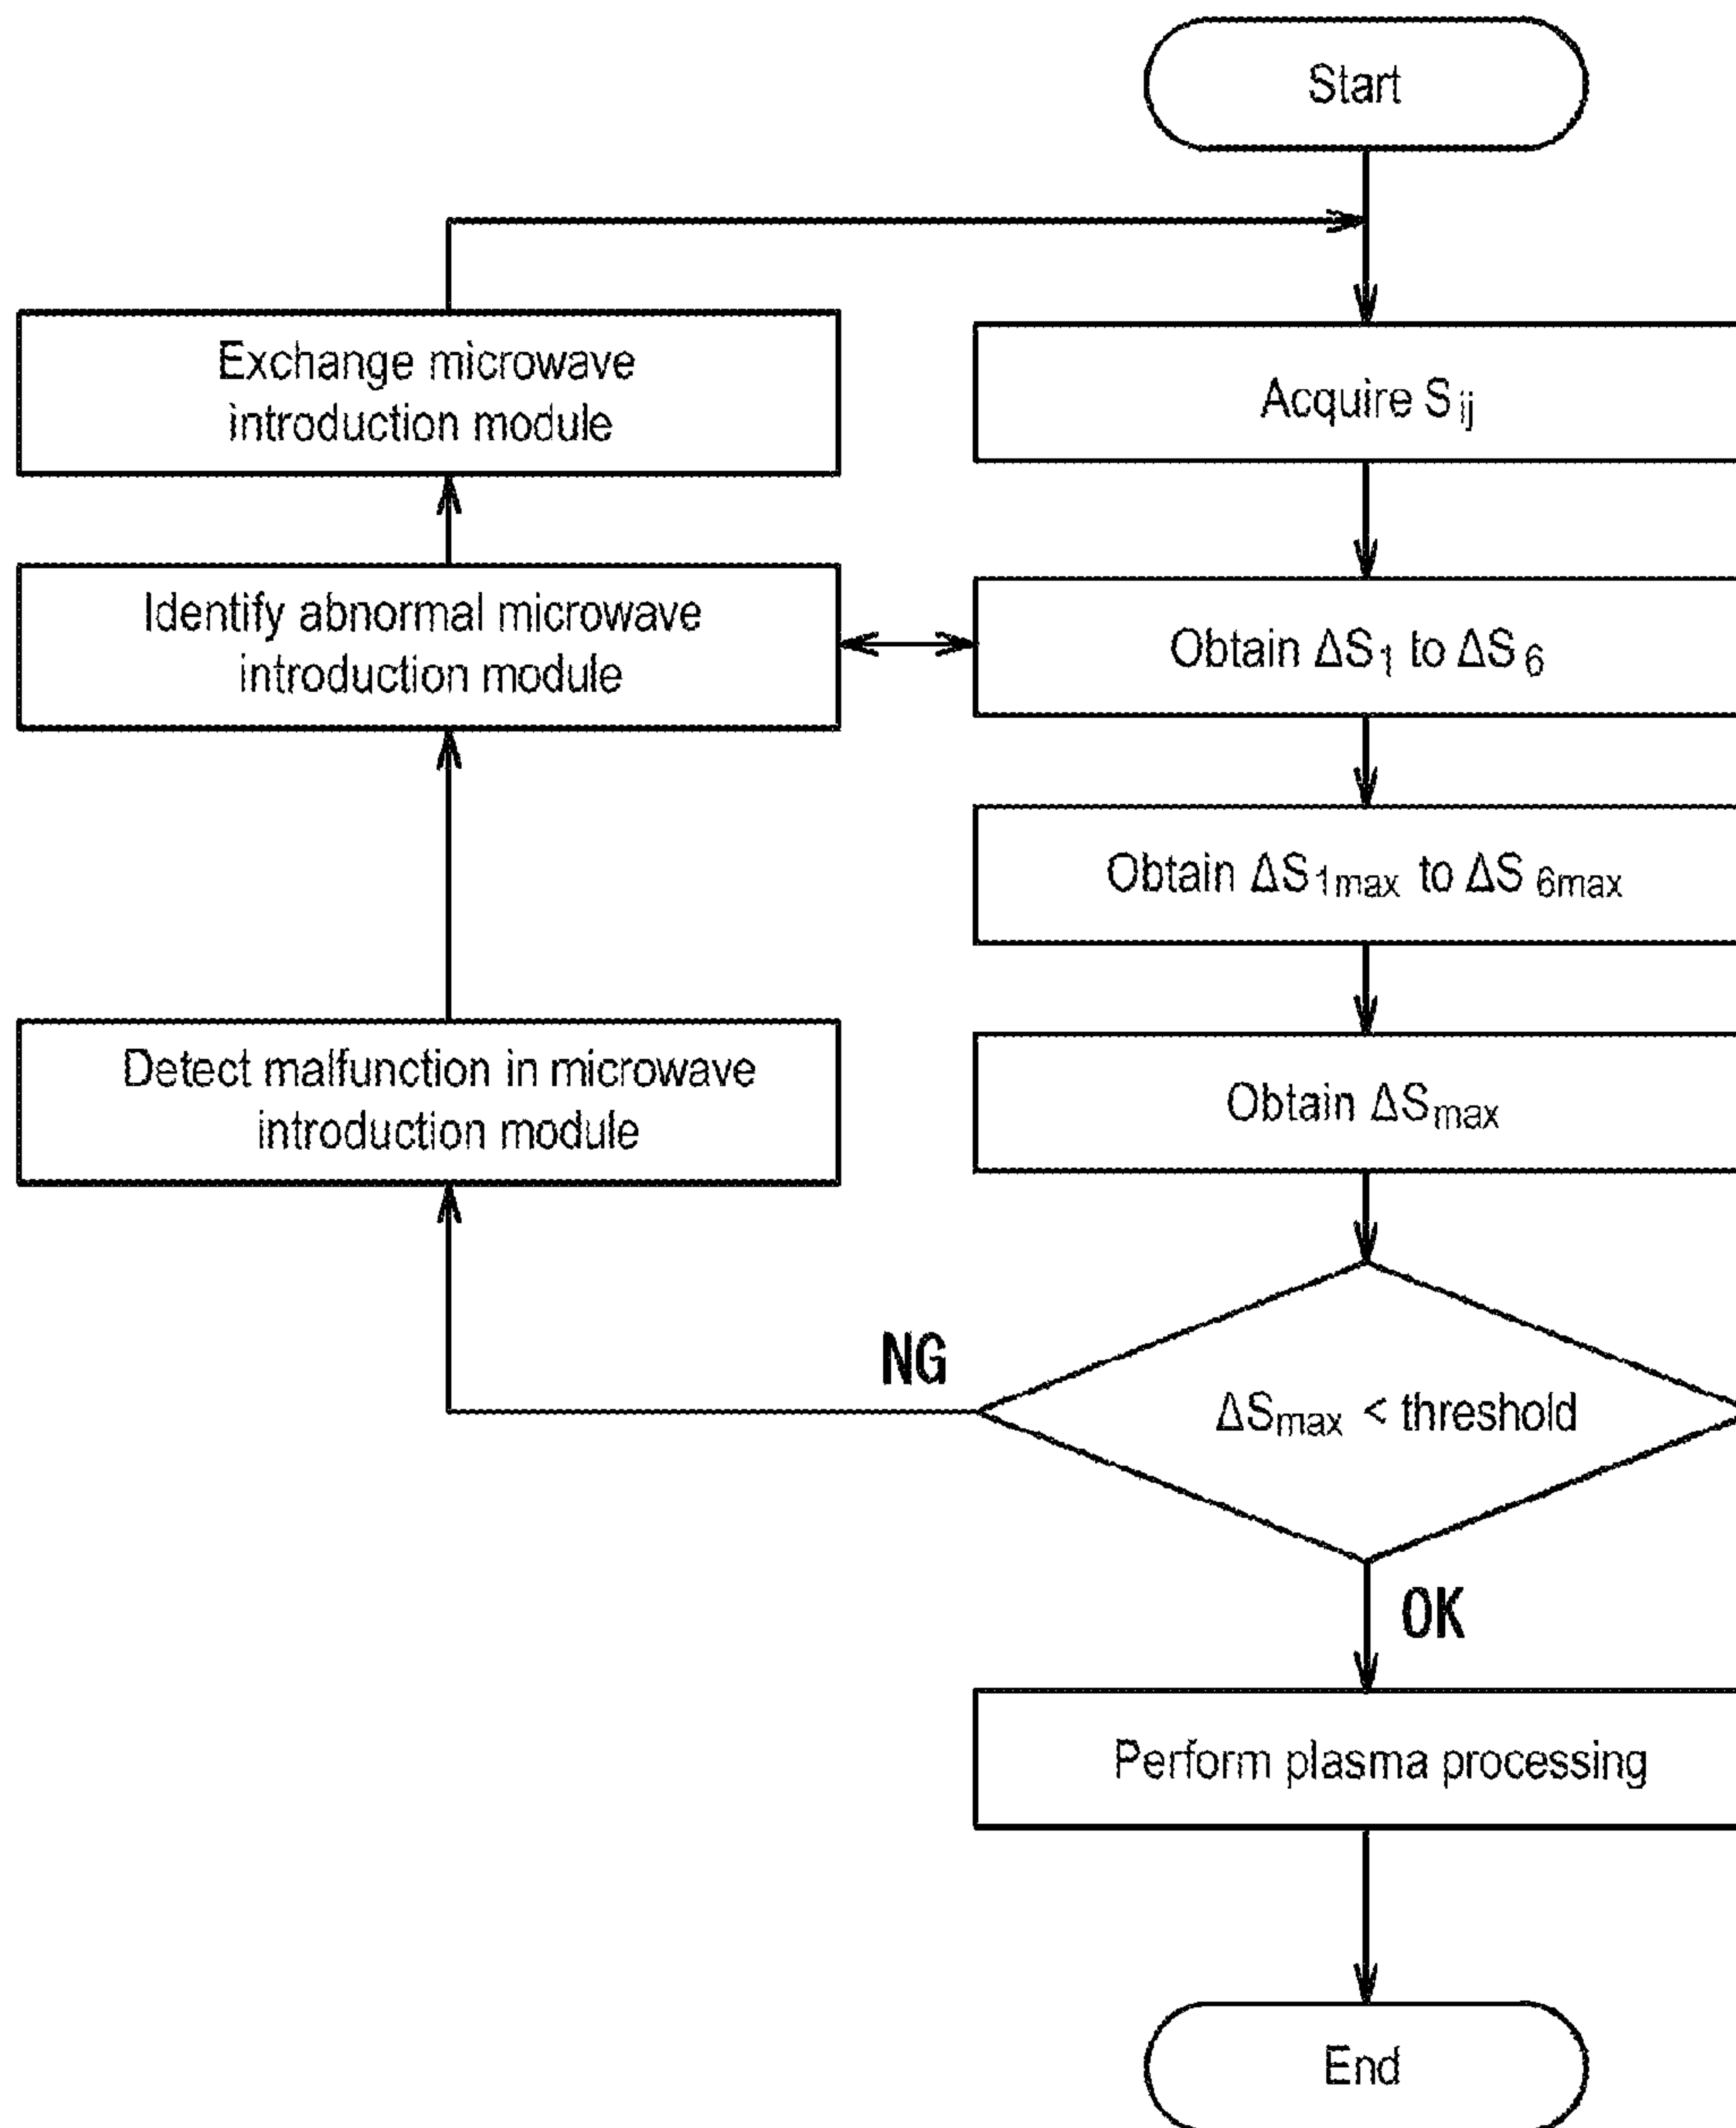 Start
Exchange microwave
introduction module
Acquire Sij
Identify abnormal microwave
introduction module
Obtain ΔS1 to ΔS6
Obtain ΔS1max to ΔS6max
Detect malfunction in microwave
introduction module
Obtain ΔSmax
NG
ΔSmax < threshold
OK
Perform plasma processing
End